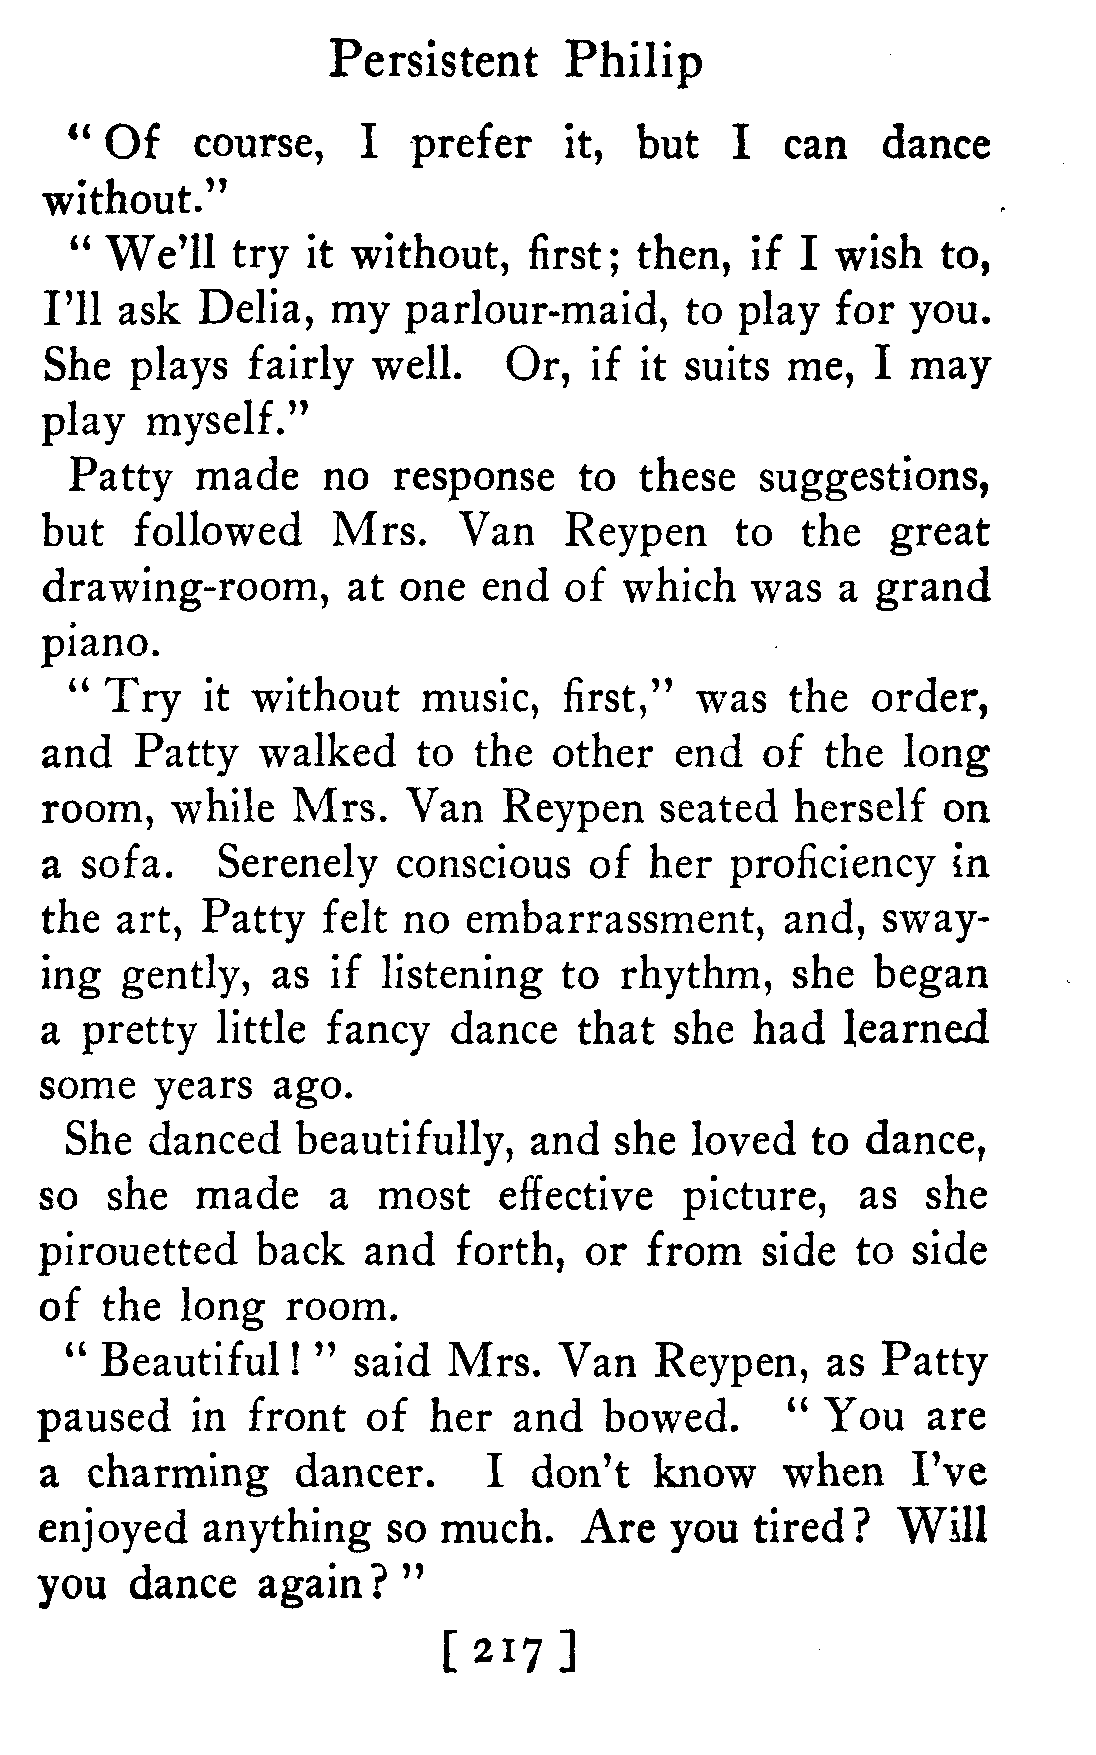 Persistent Philip
“ Of course, I prefer it, but I can dance
without.”
“ We’ll try it without, first; then, if I wish to,
I’ll ask Delia, my parlour-maid, to play for you.
She plays fairly well. Or, if it suits me, I may
play myself.”
Patty made no response to these suggestions,
but followed Mrs. Van Reypen to the great
drawing-room, at one end of which was a grand
piano.
“ Try it without music, first,” was the order,
and Patty walked to the other end of the long
room, while Mrs. Van Reypen seated herself on
a sofa. Serenely conscious of her proficiency in
the art, Patty felt no embarrassment, and, sway-
ing gently, as if listening to rhythm, she began
a pretty little fancy dance that she had learned
some years ago.
She danced beautifully, and she loved to dance,
so she made a most effective picture, as she
pirouetted back and forth, or from side to side
of the long room.
“ Beautiful! ” said Mrs. Van Reypen, as Patty
paused in front of her and bowed. “ You are
a charming dancer. I don’t know when I’ve
enjoyed anything so much. Are you tired? Will
you dance again? ”
[ 217 ]